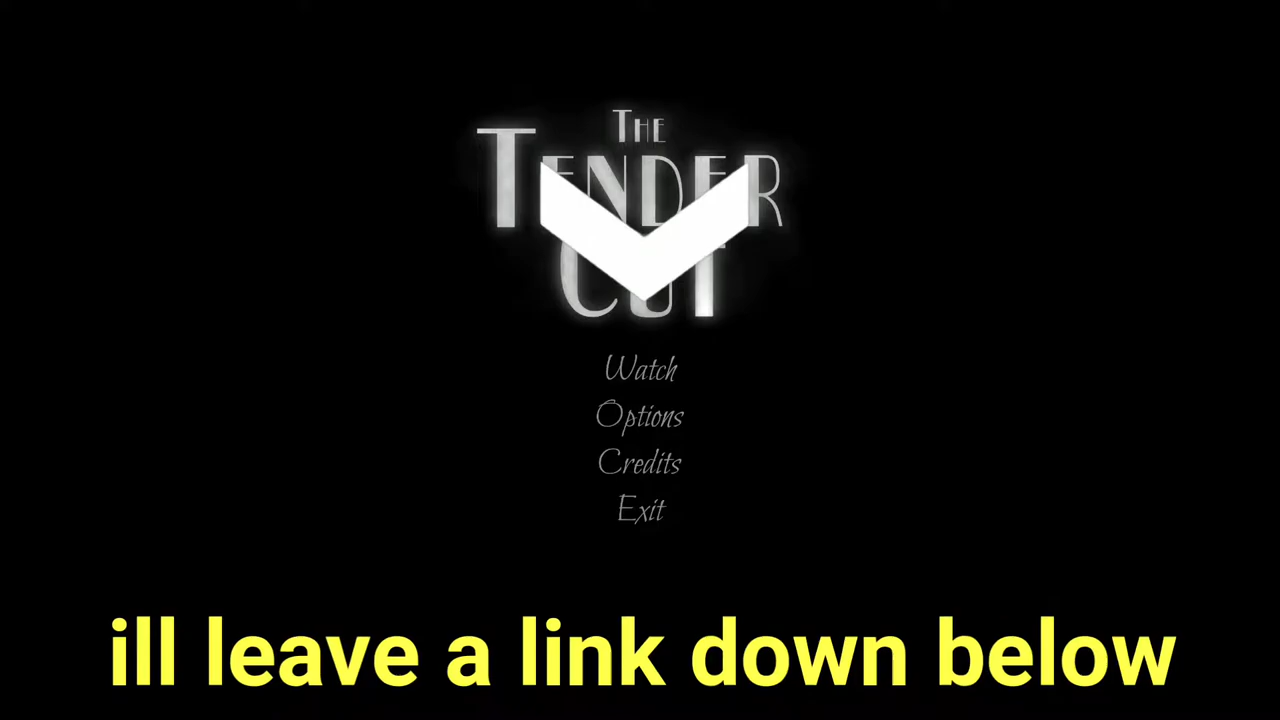 The
Tender
Cut
Watch
Options
Credits
Exit
ill leave a link down below